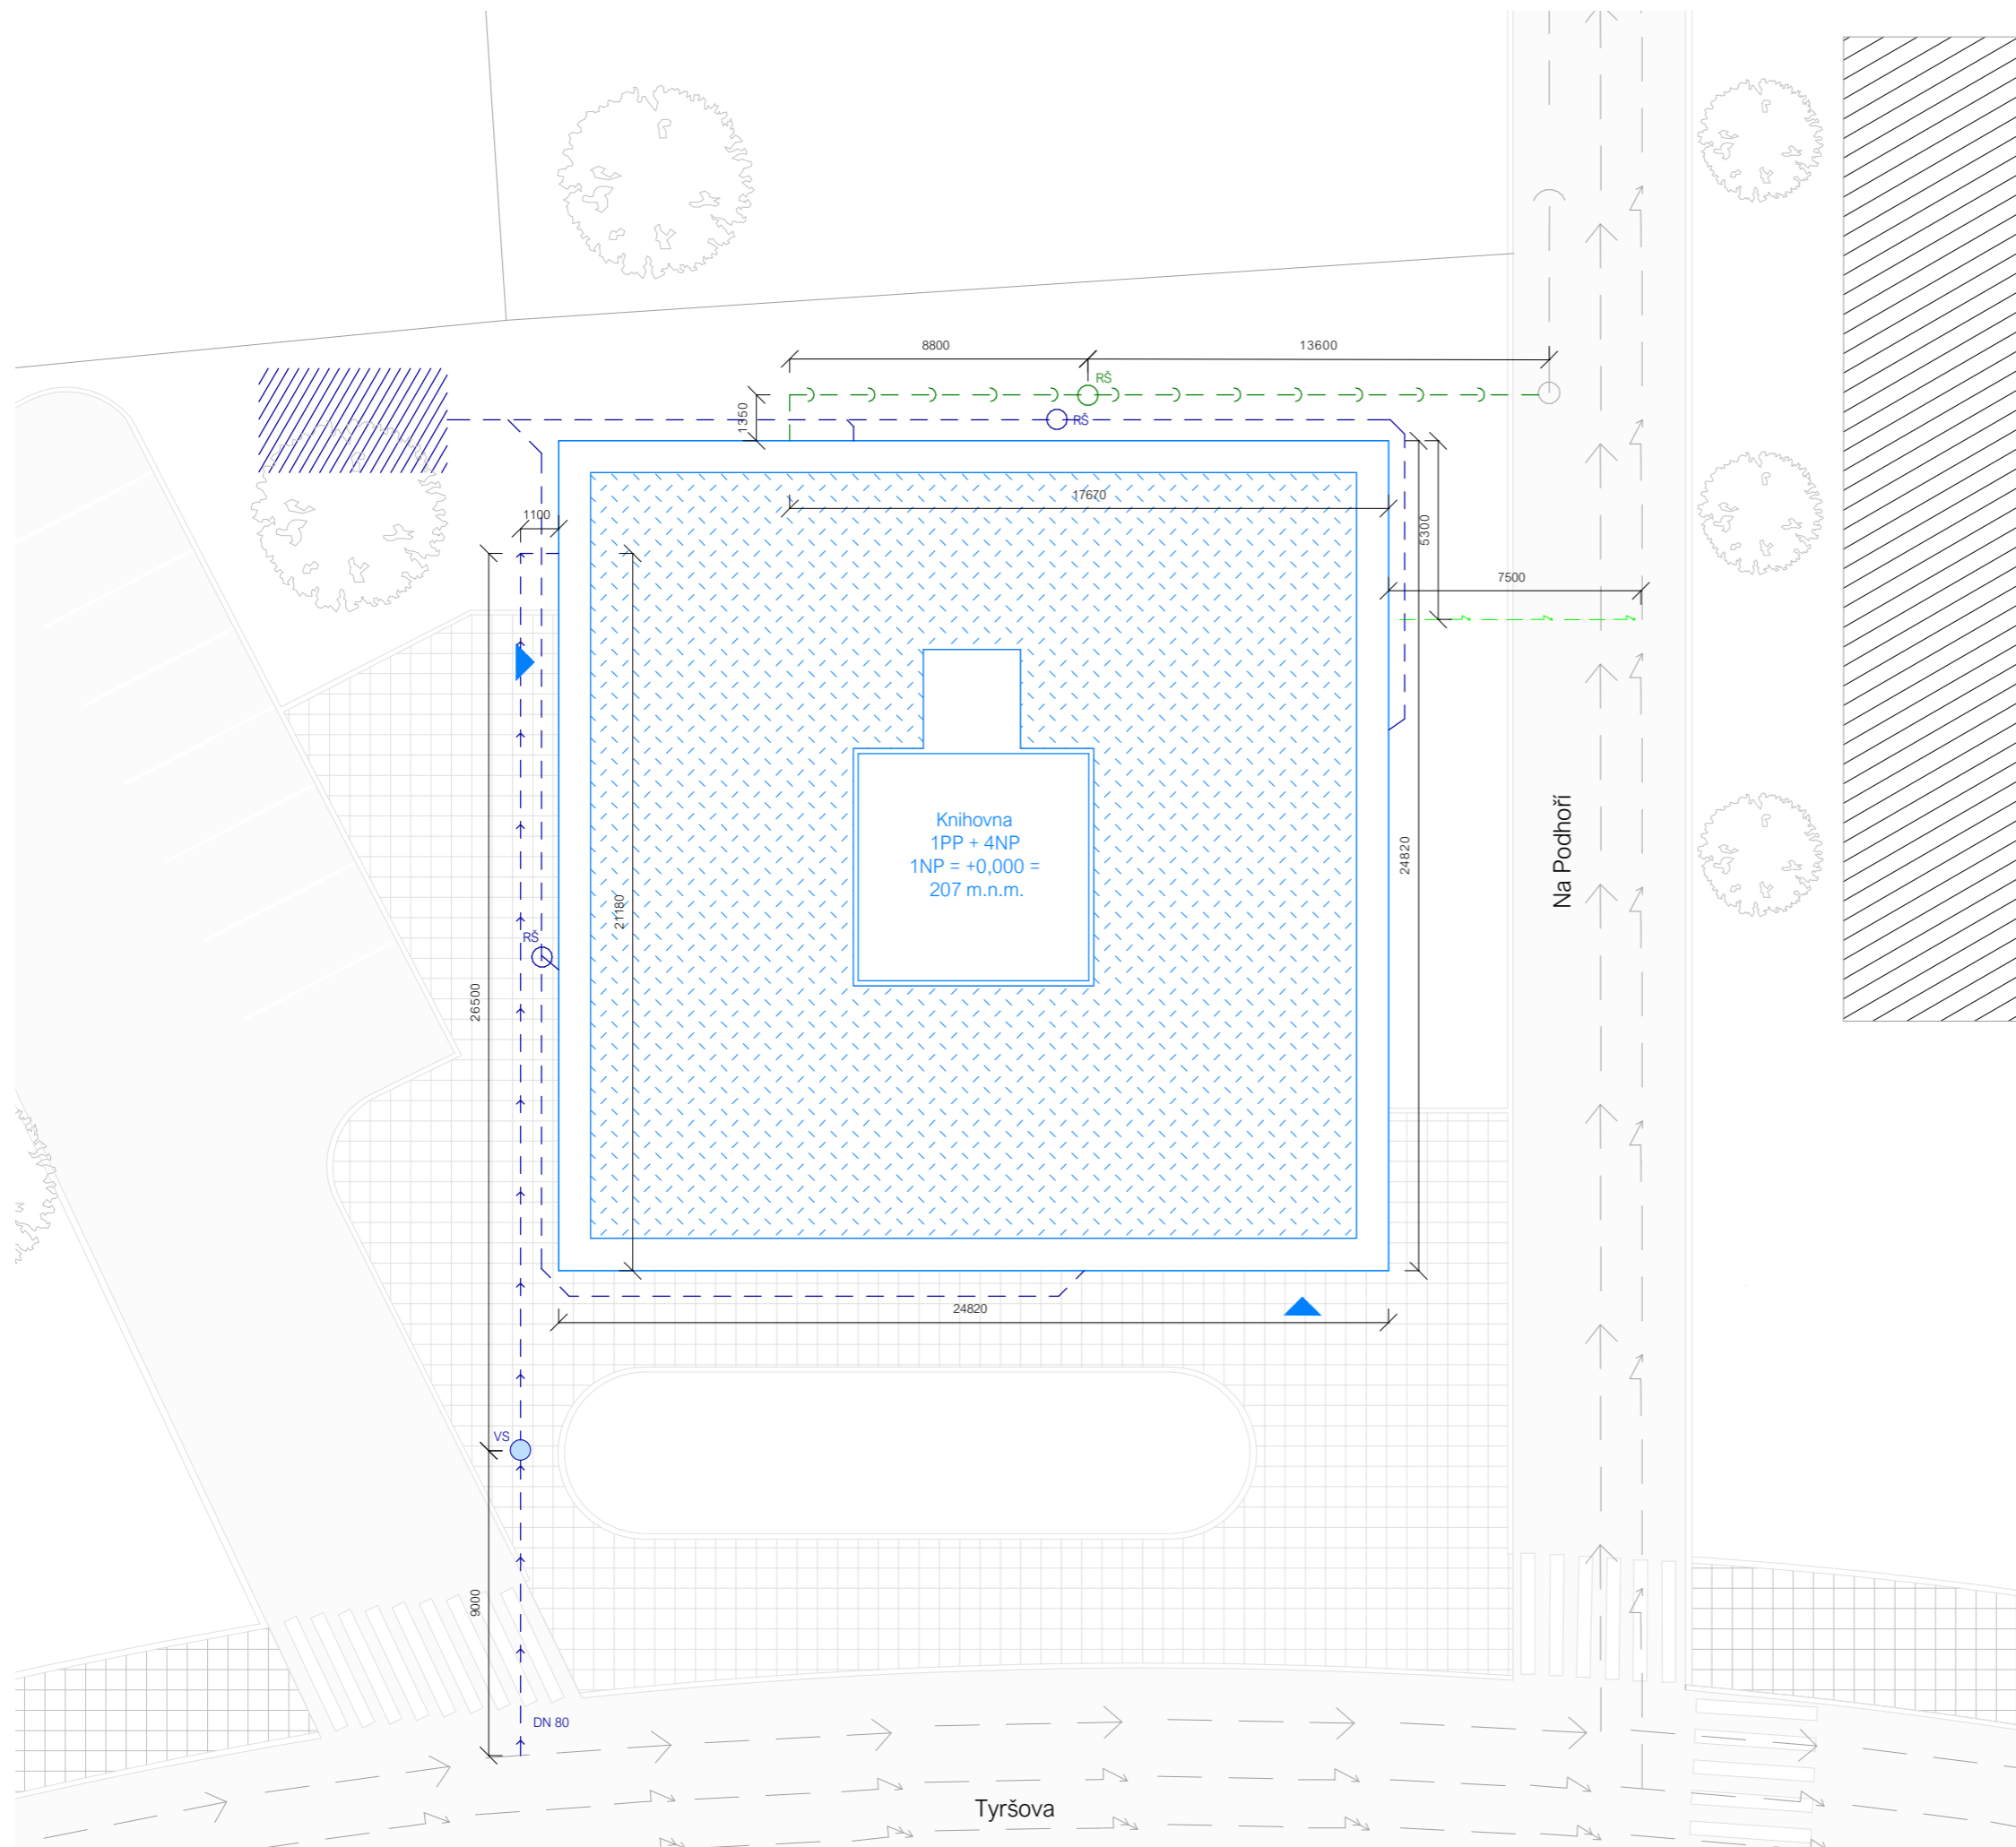 8800
13600
RŠ
1350
RŠ
17670
1100
5300
7500
Knihovna
1PP + 4NP
1NP = +0,000 =
207 m.n.m.
Na Podhoří
24820
21180
RŠ
26500
24820
VS
9000
DN 80
Tyršova